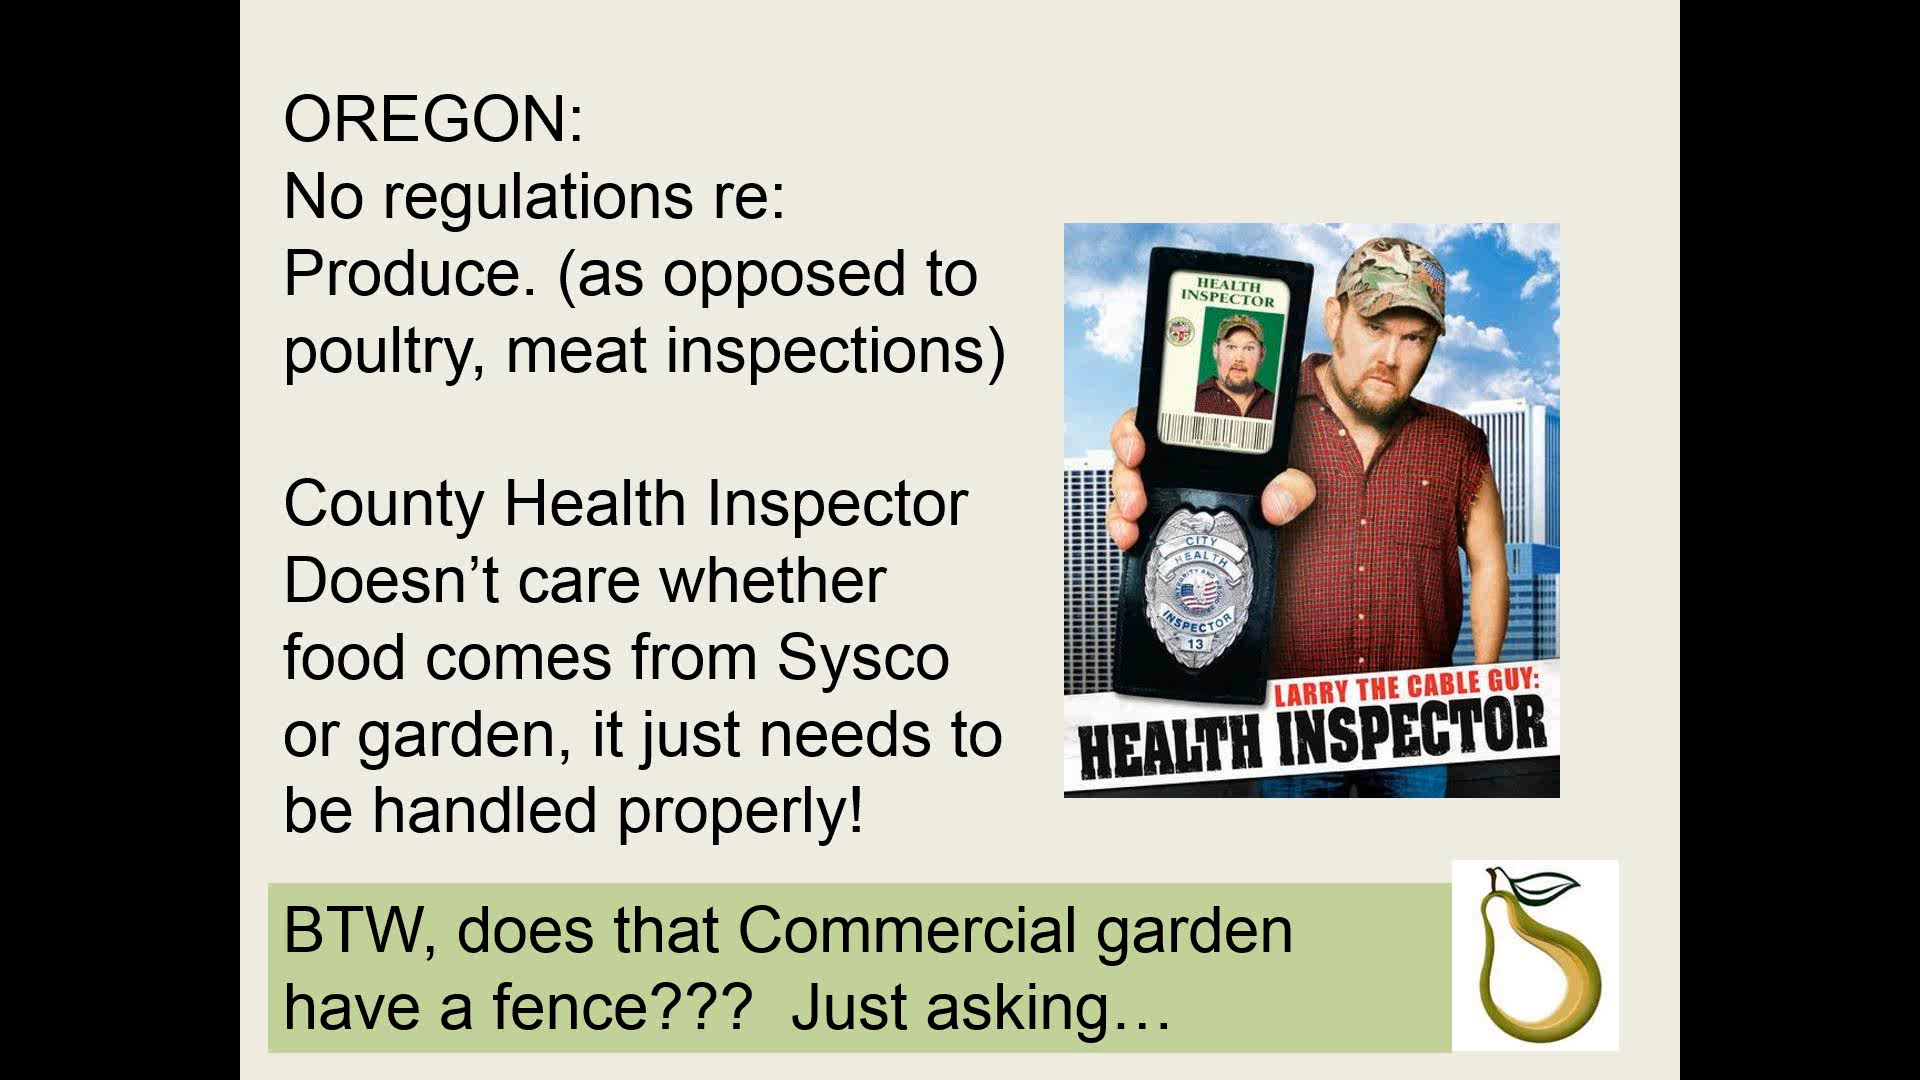 OREGON:
No regulations re:
Produce. (as opposed to
poultry, meat inspections)
County Health Inspector
Doesn’t care whether
food comes from Sysco
or garden, it just needs to
be handled properly!
HEALTH
INSPECTOR
CITY
HEALTH
INSPECTOR
13
LARRY THE CABLE GUY:
HEALTH INSPECTOR
BTW, does that Commercial garden
have a fence??? Just asking…